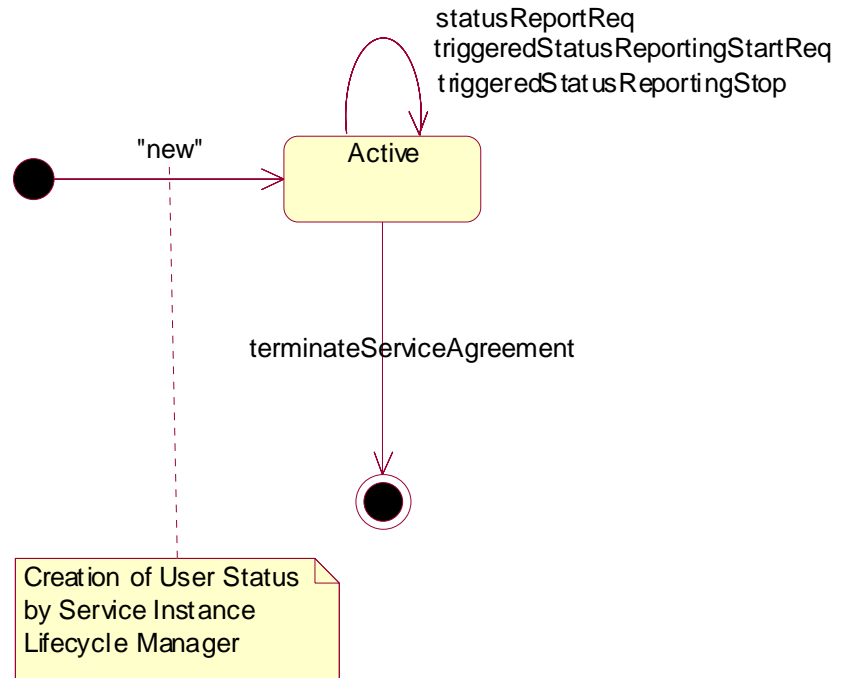 statusReportReq
triggeredStatusReportingStartReq
triggeredStatusReportingStop
"new"
Active
terminateServiceAgreement
Creation of User Status
by Service Instance
Lifecycle Manager